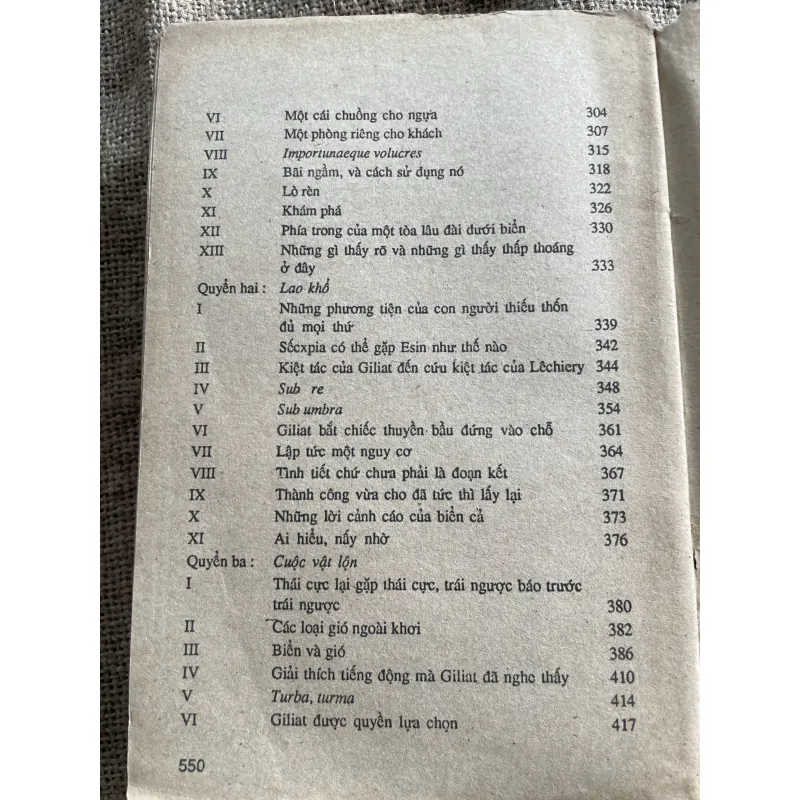 VI Một cái chuồng cho ngựa 304
VII Một phòng riêng cho khách 307
VIII Importunaeque volucres 315
IX Bãi ngầm, và cách sử dụng nó 318
X Lò rèn 322
XI Khám phá 326
XII Phía trong của một tòa lâu đài dưới biển 330
XIII Những gì thấy rõ và những gì thấy thấp thoáng
ở đây 333
Quyển hai : Lao khổ
I Những phương tiện của con người thiếu thốn
đủ mọi thứ 339
II Sếcxpia có thể gặp Esin như thế nào 342
III Kiệt tác của Giliat đến cứu kiệt tác của Lêchiery 344
IV Sub re 348
V Sub umbra 354
VI Giliat bắt chiếc thuyền bầu đứng vào chỗ 361
VII Lập tức một nguy cơ 364
VIII Tình tiết chứ chưa phải là đoạn kết 367
IX Thành công vừa cho đã tức thì lấy lại 371
X Những lời cảnh cáo của biển cả 373
XI Ai hiểu, nấy nhờ 376
Quyển ba : Cuộc vật lộn
I Thái cực lại gặp thái cực, trái ngược báo trước
trái ngược 380
II Các loại gió ngoài khơi 382
III Biển và gió 386
IV Giải thích tiếng động mà Giliat đã nghe thấy 410
V Turba, turma 414
VI Giliat được quyền lựa chọn 417
550